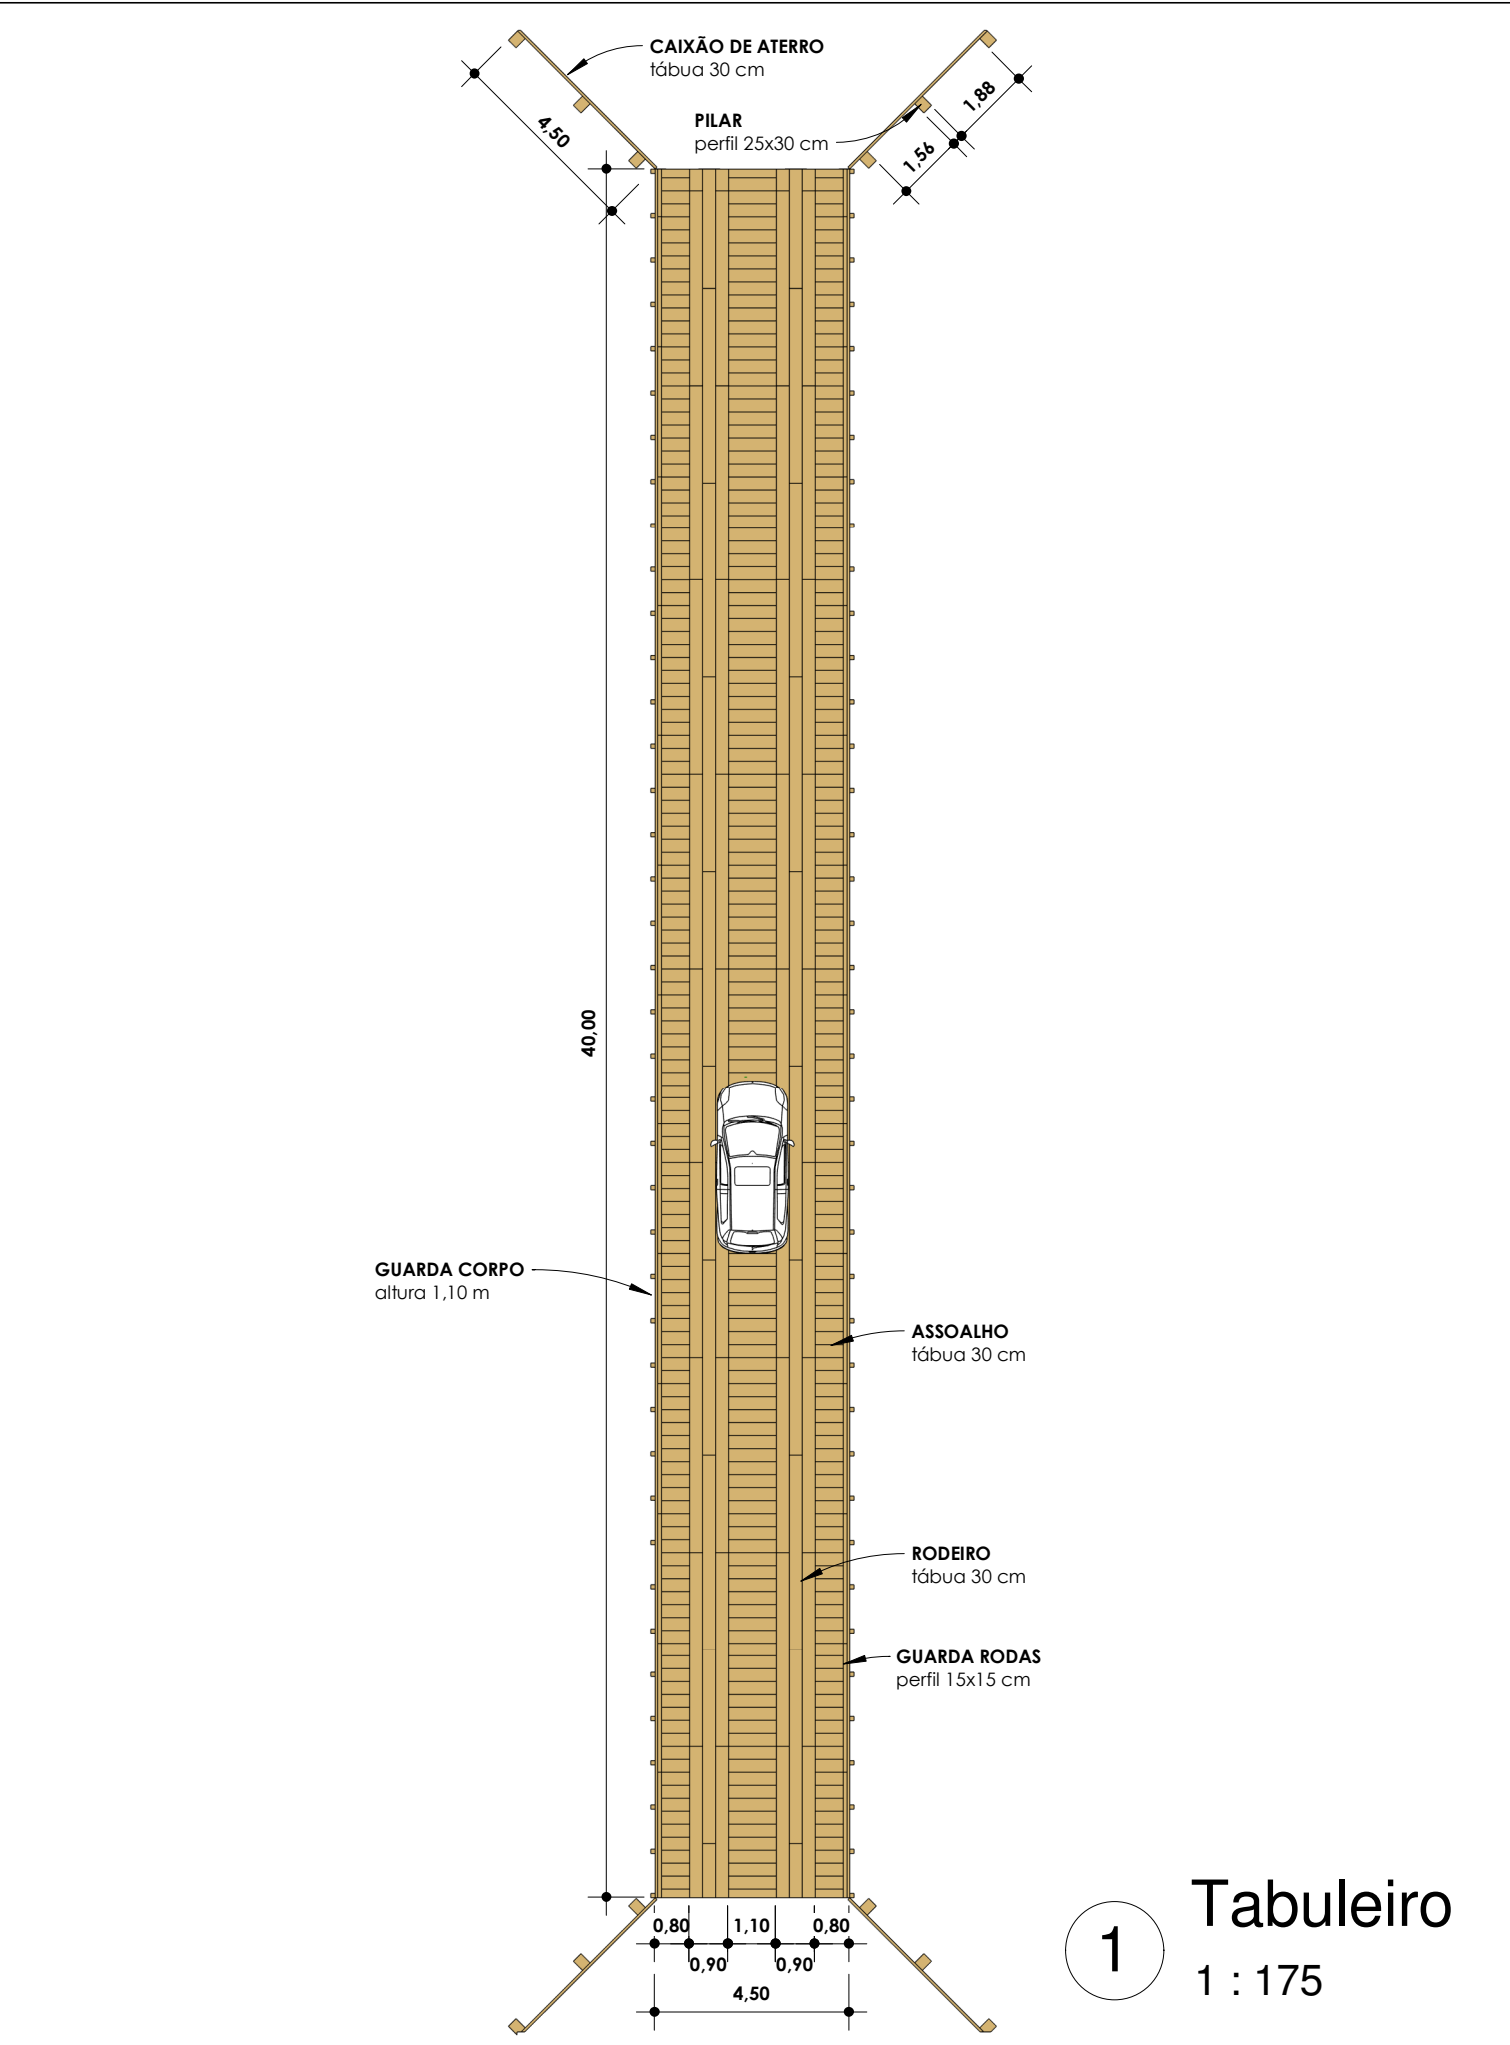 CAIXÃO DE ATERRO
tábua 30 cm
PILAR
perfil 25x30 cm
4,50
1,88
1,56
40,00
GUARDA CORPO
altura 1,10 m
ASSOALHO
tábua 30 cm
RODEIRO
tábua 30 cm
GUARDA RODAS
perfil 15x15 cm
0,80
1,10
0,80
0,90
0,90
4,50
1
Tabuleiro
1 : 175